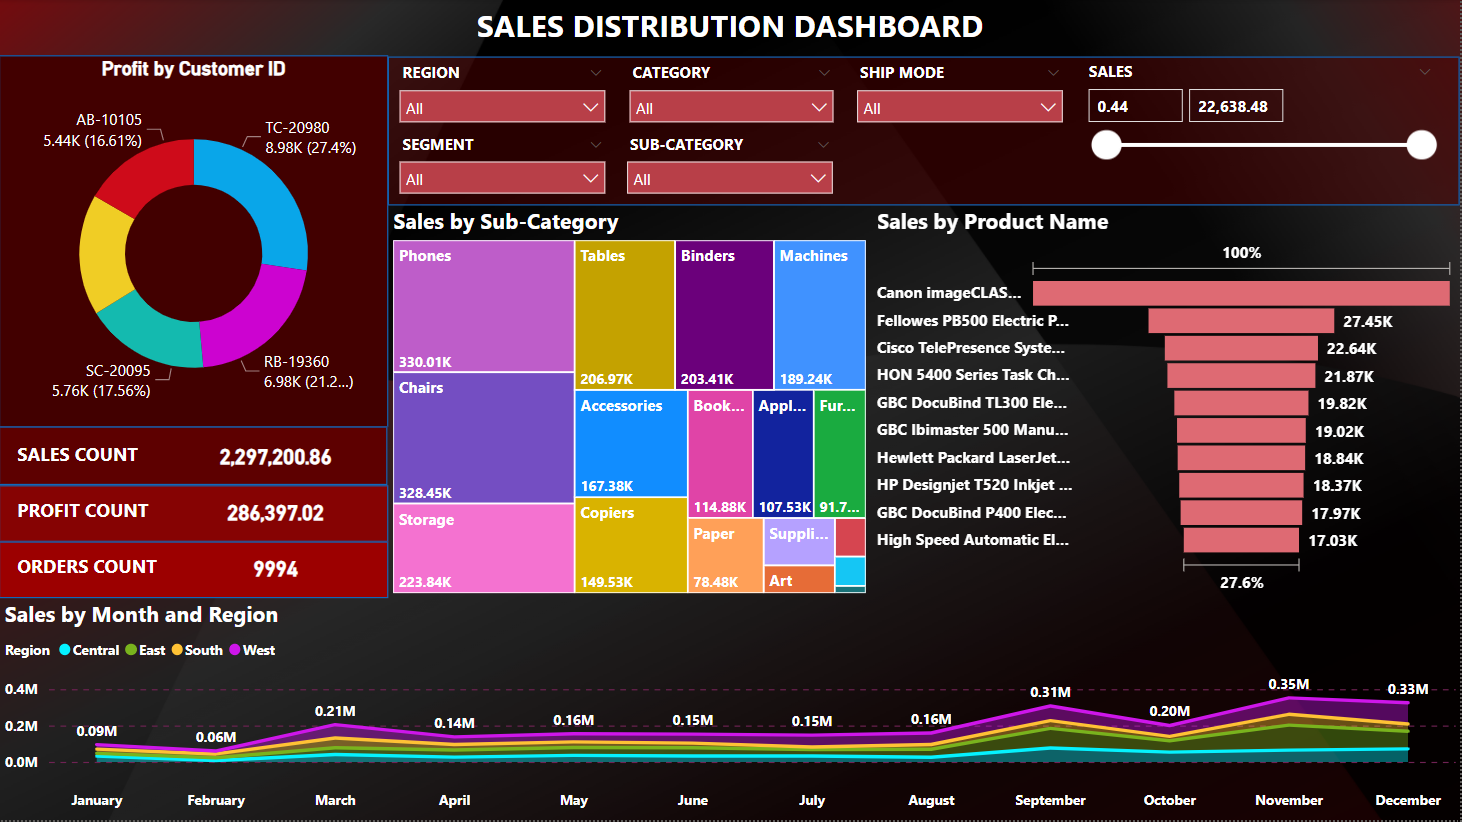 SALES DISTRIBUTION DASHBOARD
Profit by Customer ID
AB-10105
5.44K (16.61%)
TC-20980
8.98K (27.4%)
SC-20095
5.76K (17.56%)
RB-19360
6.98K (21.2...)
REGION
All
CATEGORY
All
SHIP MODE
All
SALES
0.44
22,638.48
SEGMENT
All
SUB-CATEGORY
All
SALES COUNT
2,297,200.86
PROFIT COUNT
286,397.02
ORDERS COUNT
9994
Sales by Sub-Category
Phones
330.01K
Chairs
328.45K
Storage
223.84K
Tables
206.97K
Binders
203.41K
Machines
189.24K
Accessories
167.38K
Copiers
149.53K
Book...
114.88K
Appl...
107.53K
Fur...
91.7...
Paper
78.48K
Suppli...
Art
Sales by Product Name
100%
Canon imageCLAS...
Fellowes PB500 Electric P...
27.45K
Cisco TelePresence Syste...
22.64K
HON 5400 Series Task Ch...
21.87K
GBC DocuBind TL300 Ele...
19.82K
GBC Ibimaster 500 Manu...
19.02K
Hewlett Packard LaserJet...
18.84K
HP Designjet T520 Inkjet ...
18.37K
GBC DocuBind P400 Elec...
17.97K
High Speed Automatic El...
17.03K
27.6%
Sales by Month and Region
Region Central East South West
0.4M
0.2M
0.0M
0.09M
0.06M
0.21M
0.14M
0.16M
0.15M
0.15M
0.16M
0.31M
0.20M
0.35M
0.33M
January February March April May June July August September October November December